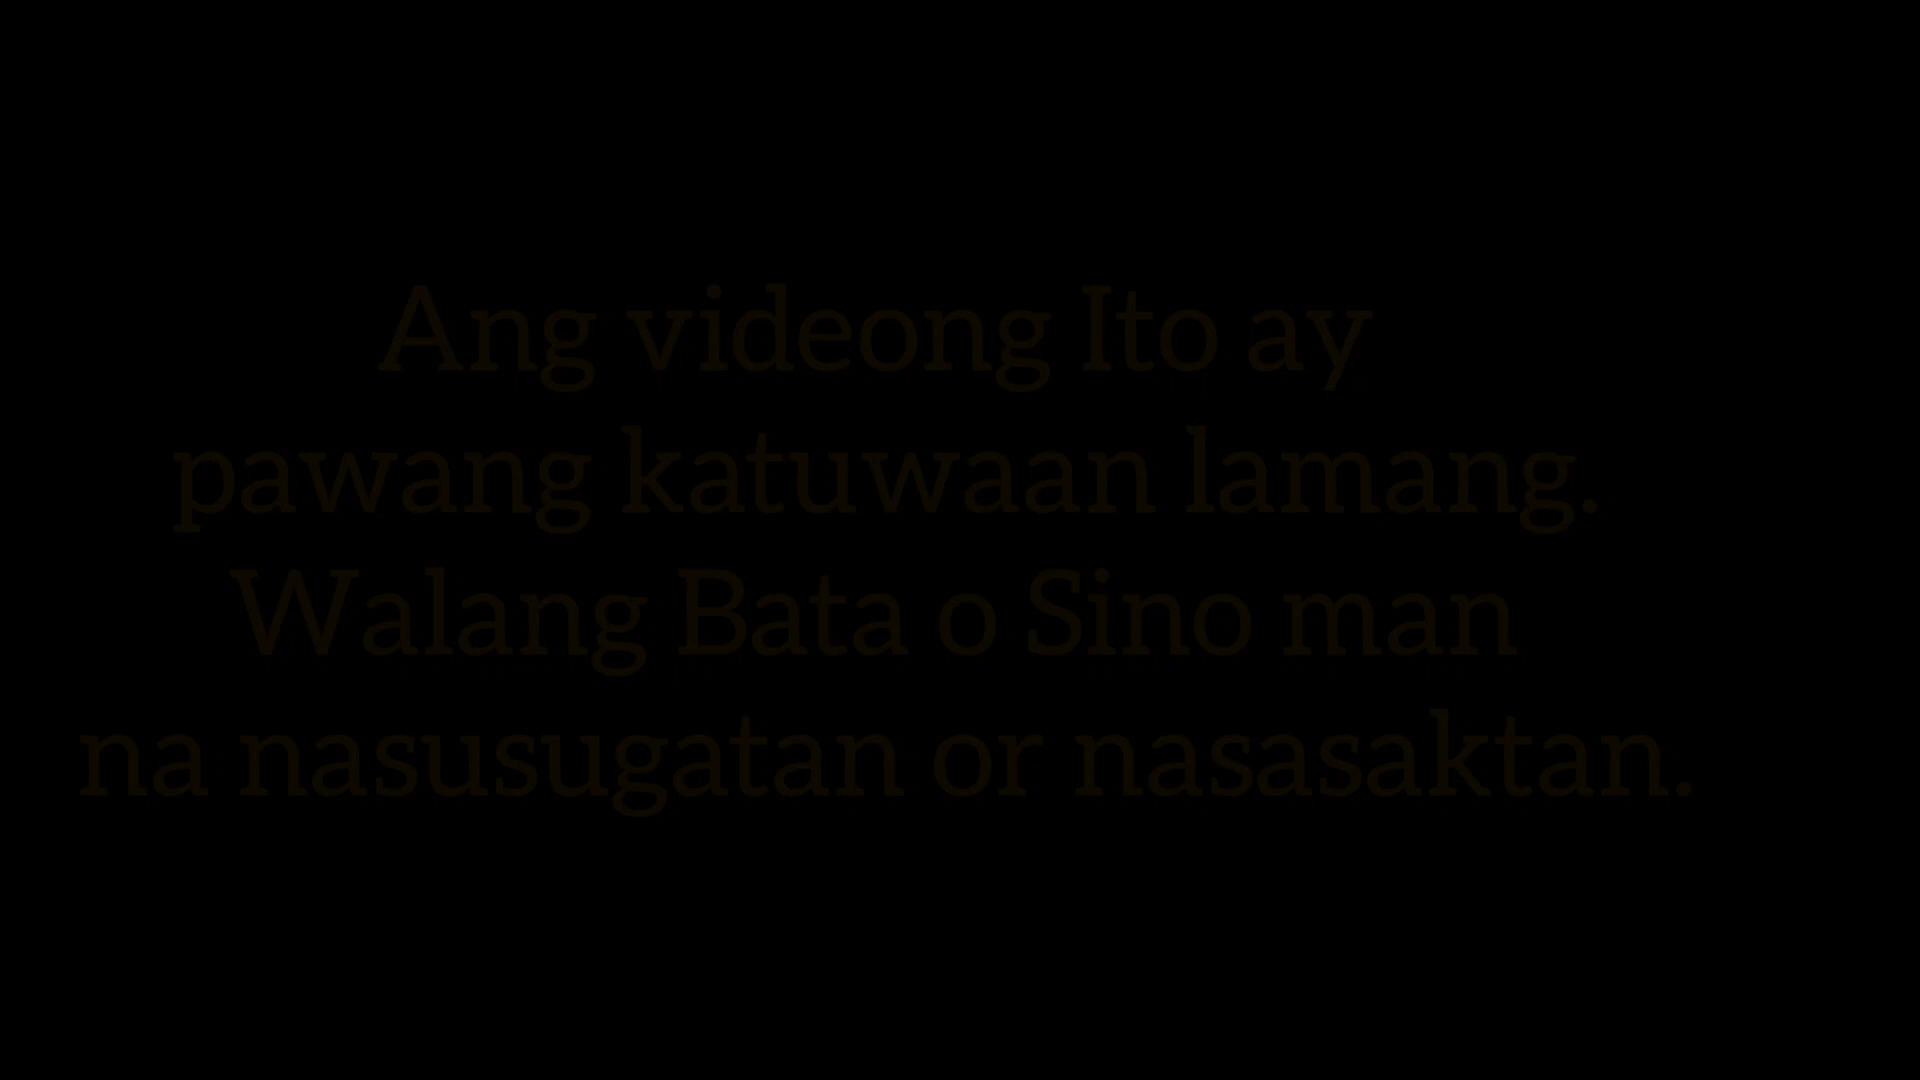 Ang videong Ito ay
pawang katuwaan lamang.
Walang Bata o Sino man
na nasusugatan or nasasaktan.